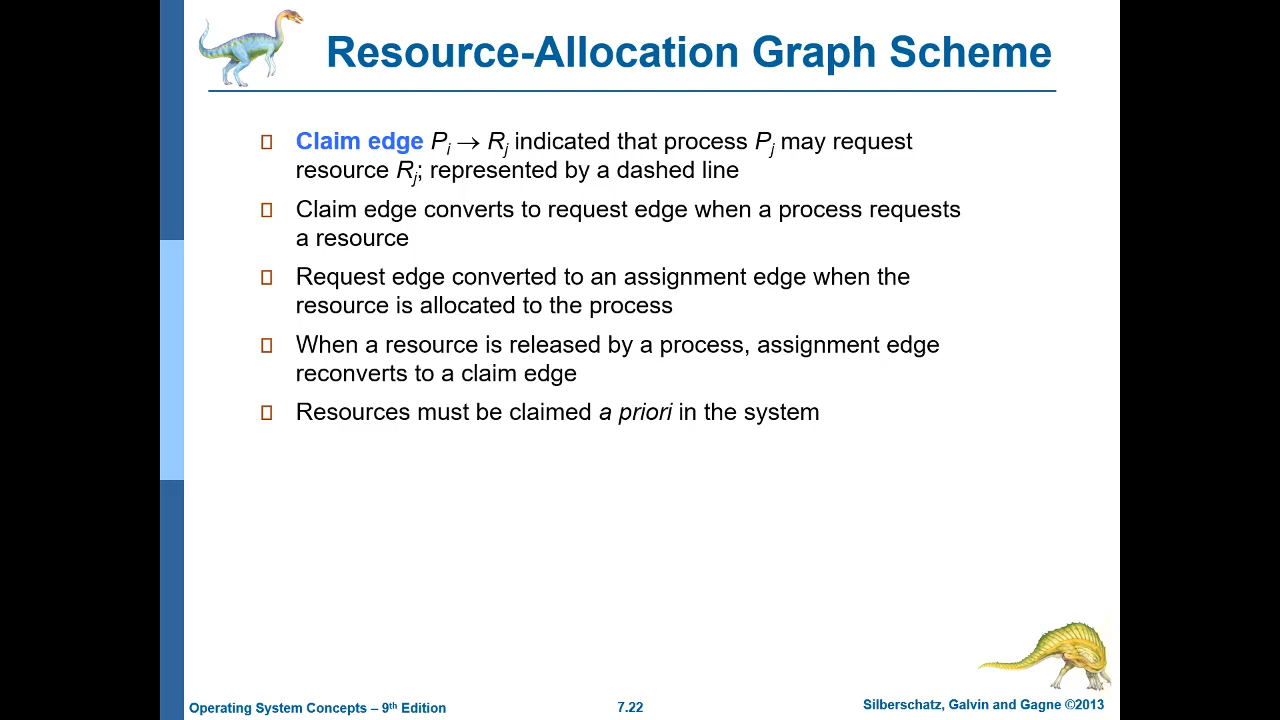 Resource-Allocation Graph Scheme
Claim edge Pi → Rj indicated that process Pj may request
resource Rj; represented by a dashed line
Claim edge converts to request edge when a process requests
a resource
Request edge converted to an assignment edge when the
resource is allocated to the process
When a resource is released by a process, assignment edge
reconverts to a claim edge
Resources must be claimed a priori in the system
Operating System Concepts – 9th Edition
7.22
Silberschatz, Galvin and Gagne ©2013